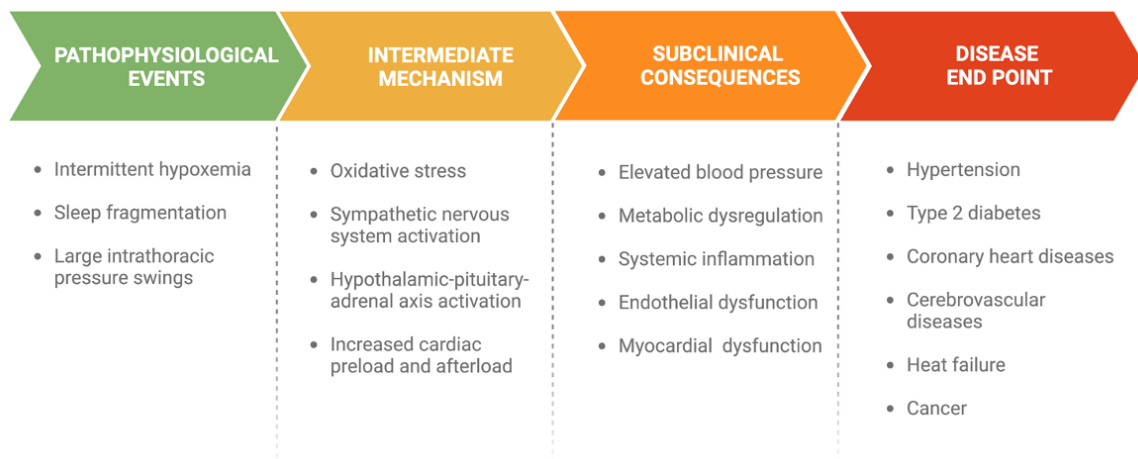 PATHOPHYSIOLOGICAL
EVENTS
INTERMEDIATE
MECHANISM
SUBCLINICAL
CONSEQUENCES
DISEASE
END POINT
• Intermittent hypoxemia
• Sleep fragmentation
• Large intrathoracic
pressure swings
• Oxidative stress
• Sympathetic nervous
system activation
• Hypothalamic-pituitary-
adrenal axis activation
• Increased cardiac
preload and afterload
• Elevated blood pressure
• Metabolic dysregulation
• Systemic inflammation
• Endothelial dysfunction
• Myocardial dysfunction
• Hypertension
• Type 2 diabetes
• Coronary heart diseases
• Cerebrovascular
diseases
• Heat failure
• Cancer